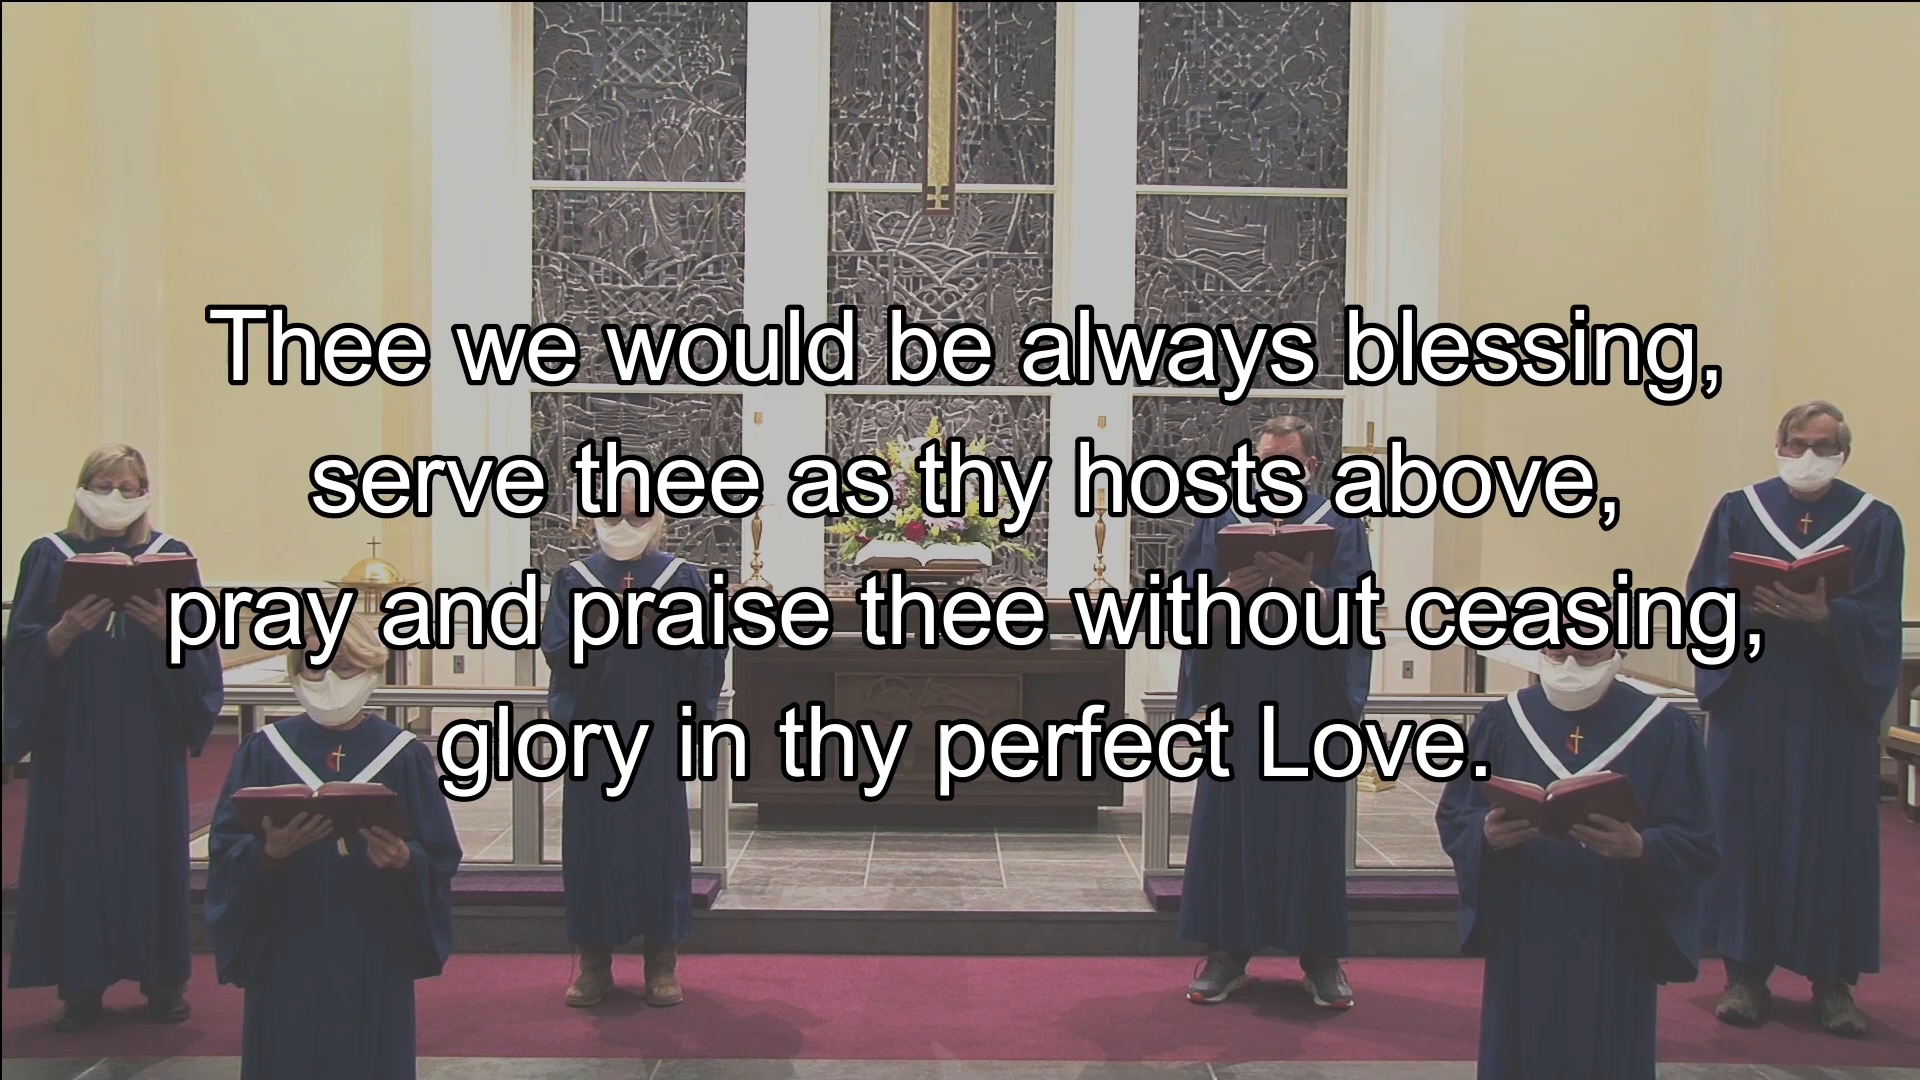 Thee we would be always blessing,
serve thee as thy hosts above,
pray and praise thee without ceasing,
glory in thy perfect Love.